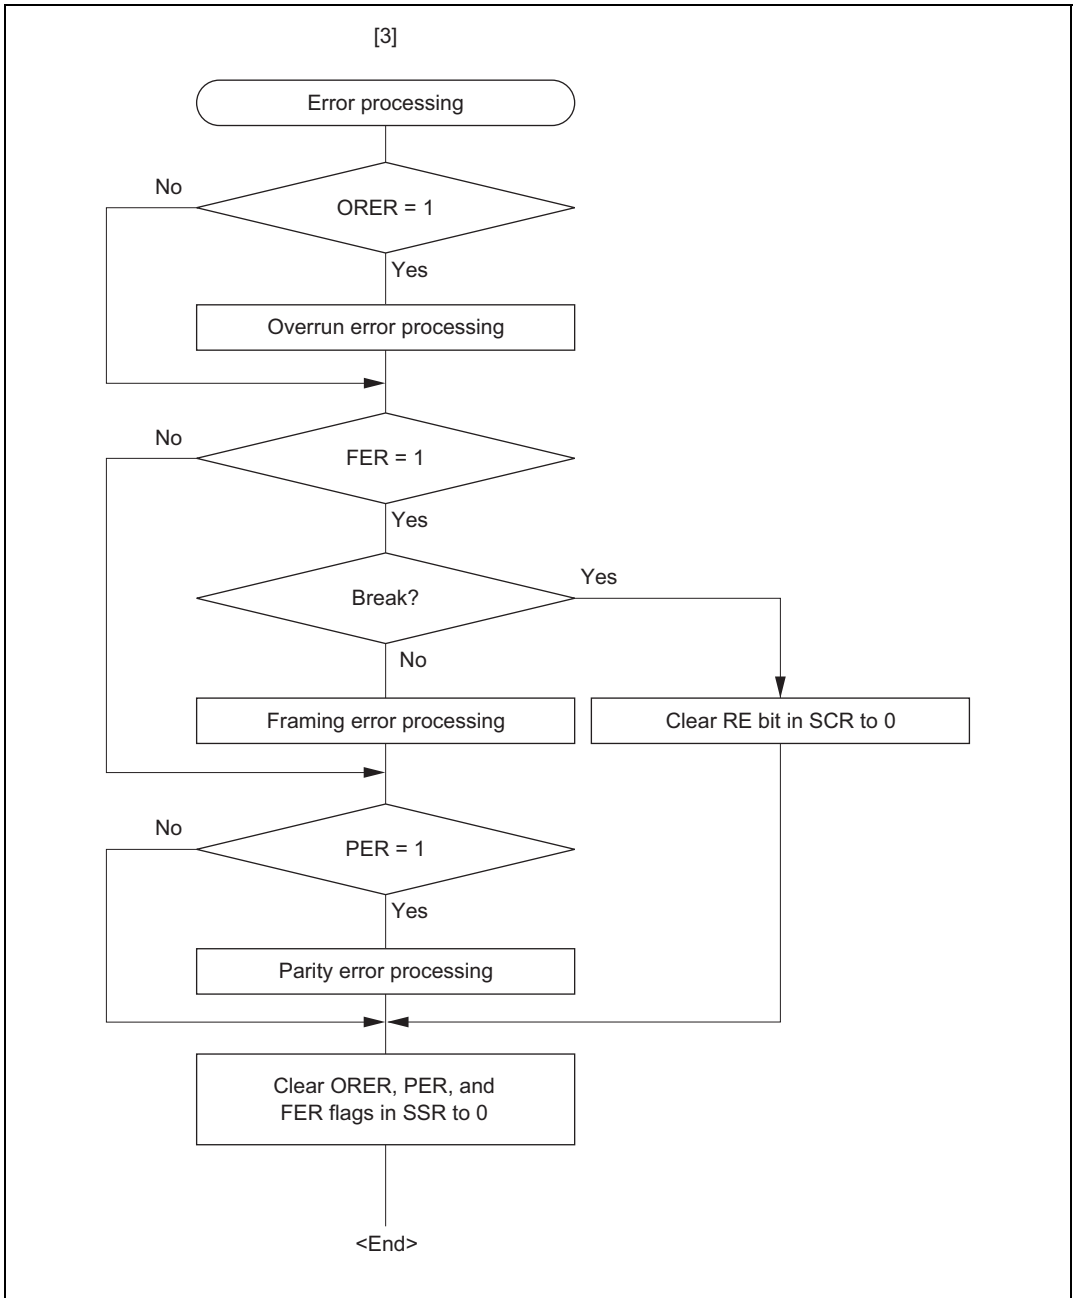 [3]
Error processing
No
ORER = 1
Yes
Overrun error processing
No
FER = 1
Yes
Break?
Yes
No
Framing error processing
Clear RE bit in SCR to 0
No
PER = 1
Yes
Parity error processing
Clear ORER, PER, and
FER flags in SSR to 0
<End>